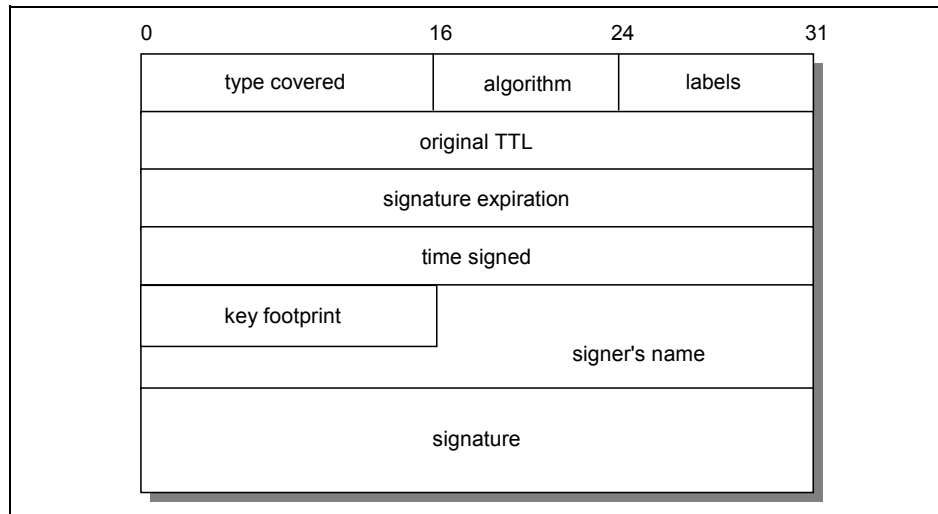 0 16 24 31
type covered algorithm labels
original TTL
signature expiration
time signed
key footprint
signer's name
signature